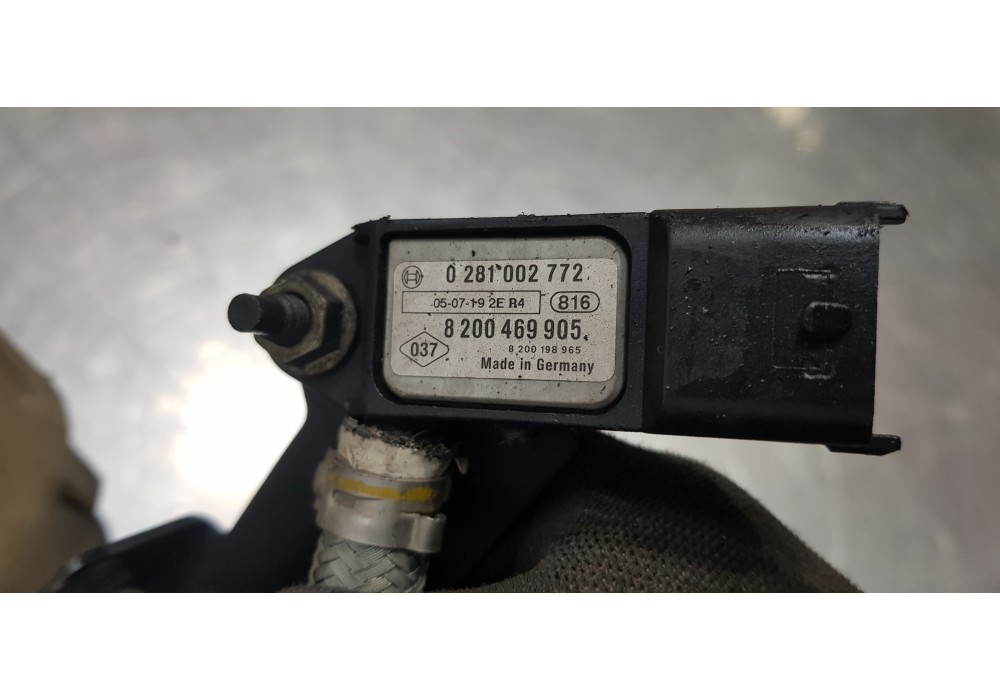 0 281 002 772
05-07-19 2E R4 816
8 200 469 905
037 8 200 198 965
Made in Germany